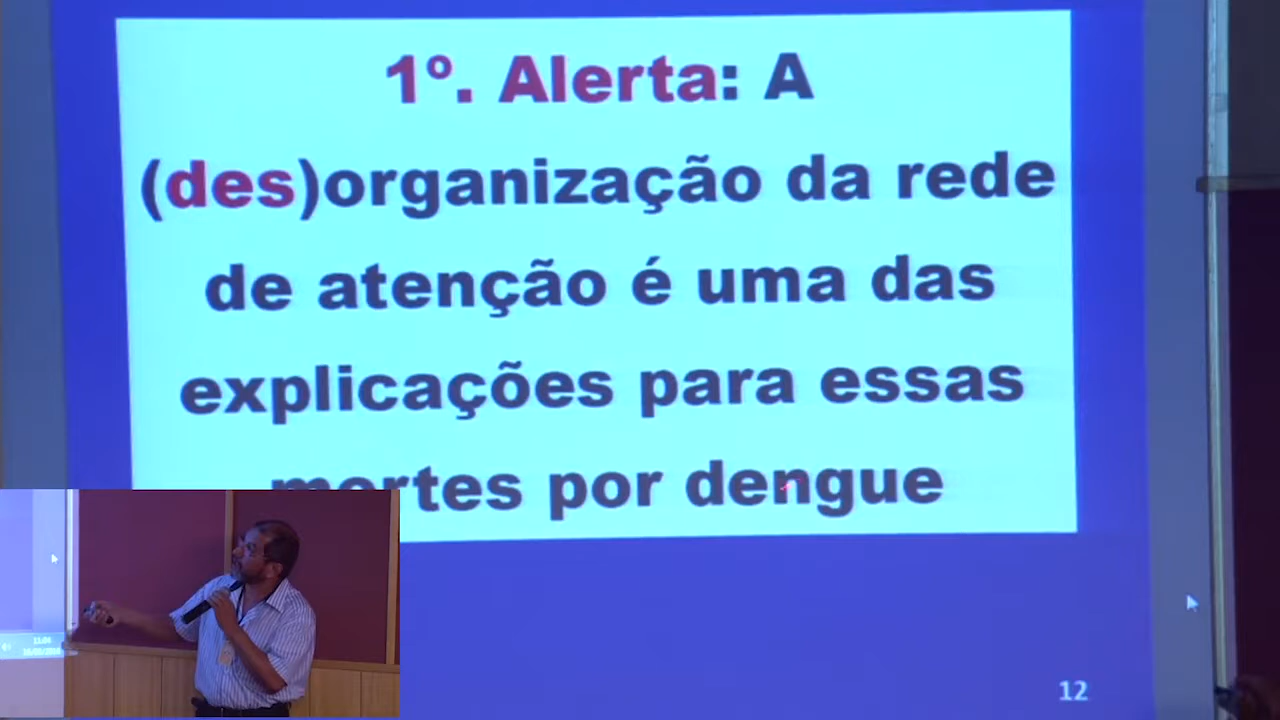 1º. Alerta: A
(des)organização da rede
de atenção é uma das
explicações para essas
mortes por dengue
12